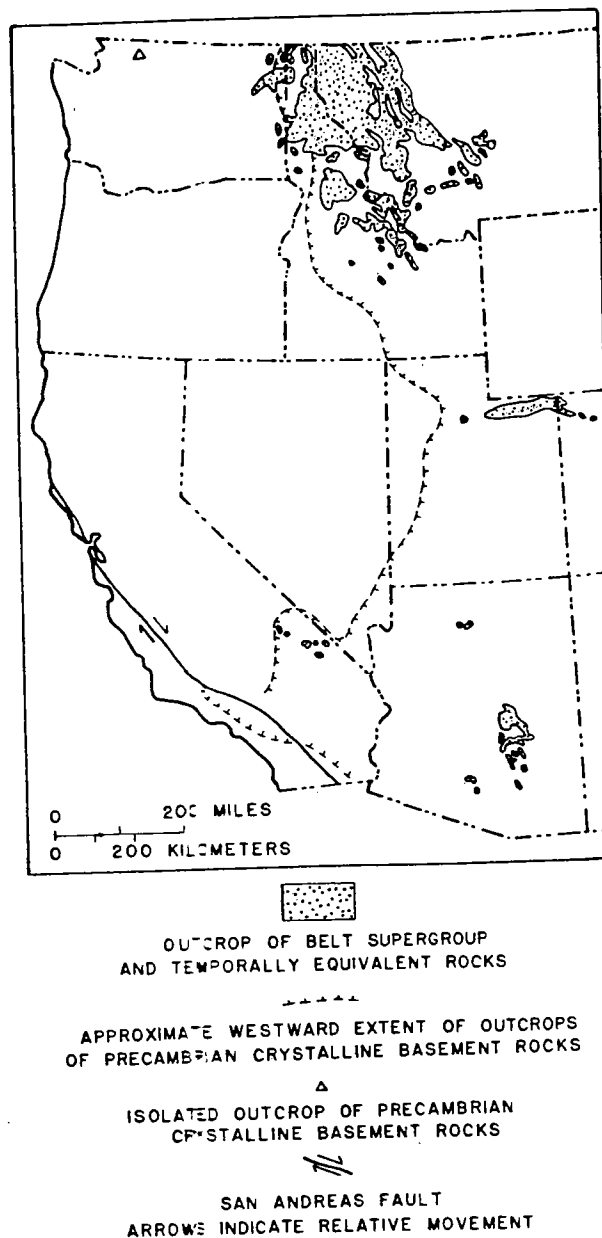 0 200 MILES
0 200 KILOMETERS
OUTCROP OF BELT SUPERGROUP
AND TEMPORALLY EQUIVALENT ROCKS
APPROXIMATE WESTWARD EXTENT OF OUTCROPS
OF PRECAMBRIAN CRYSTALLINE BASEMENT ROCKS
ISOLATED OUTCROP OF PRECAMBRIAN
CRYSTALLINE BASEMENT ROCKS
SAN ANDREAS FAULT
ARROWS INDICATE RELATIVE MOVEMENT